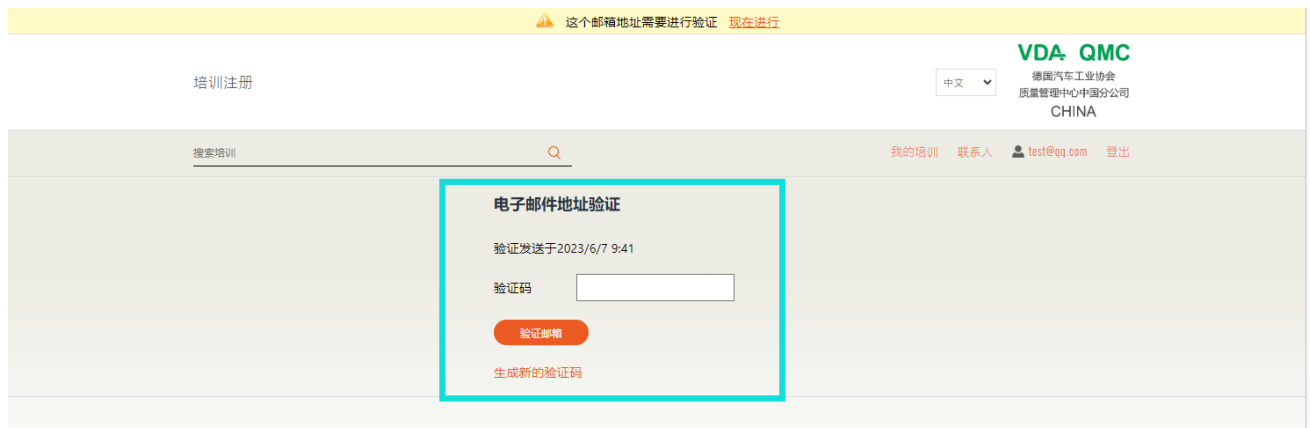 这个邮箱地址需要进行验证 现在进行
VDA QMC
德国汽车工业协会
质量管理中心中国分公司
CHINA
培训注册
中文
搜索培训
我的培训 联系人 test@qq.com 登出
电子邮件地址验证
验证发送于2023/6/7 9:41
验证码
验证邮箱
生成新的验证码